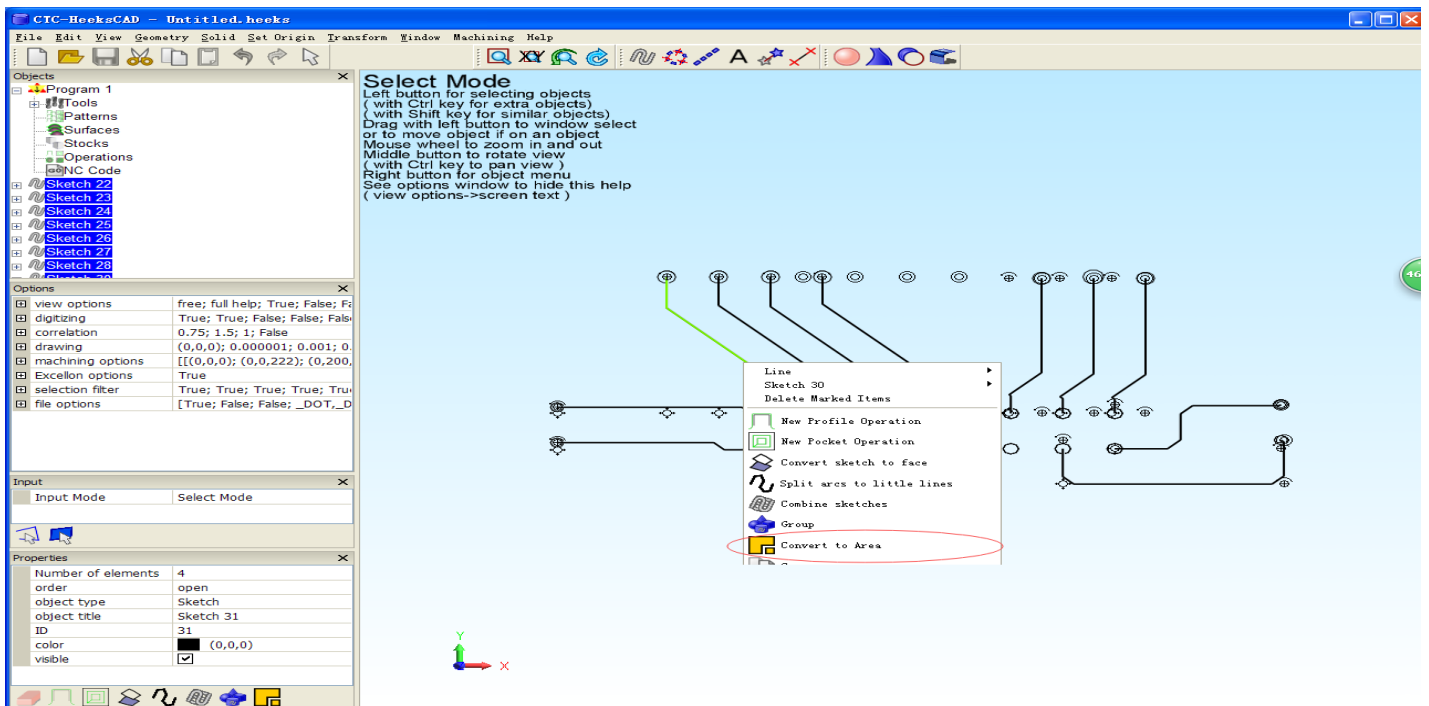 CTC-HeeksCAD - Untitled.heeks
File Edit View Geometry Solid Set Origin Transform Window Machining Help
Objects
Program 1
Tools
Patterns
Surfaces
Stocks
Operations
NC Code
Sketch 22
Sketch 23
Sketch 24
Sketch 25
Sketch 26
Sketch 27
Sketch 28
Options
view options free; full help; True; False; Fa
digitizing True; True; False; False; Fals
correlation 0.75; 1.5; 1; False
drawing (0,0,0); 0.000001; 0.001; 0.
machining options [[(0,0,0); (0,0,222); (0,200,
Excellon options True
selection filter True; True; True; True; Tru
file options [True; False; False; _DOT,_D
Input
Input Mode Select Mode
Properties
Number of elements 4
order open
object type Sketch
object title Sketch 31
ID 31
color (0,0,0)
visible
Select Mode
Left button for selecting objects
( with Ctrl key for extra objects)
( with Shift key for similar objects)
Drag with left button to window select
or to move object if on an object
Mouse wheel to zoom in and out
Middle button to rotate view
( with Ctrl key to pan view )
Right button for object menu
See options window to hide this help
( view options->screen text )
Line
Sketch 30
Delete Marked Items
New Profile Operation
New Pocket Operation
Convert sketch to face
Split arcs to little lines
Combine sketches
Group
Convert to Area
46
Y
X